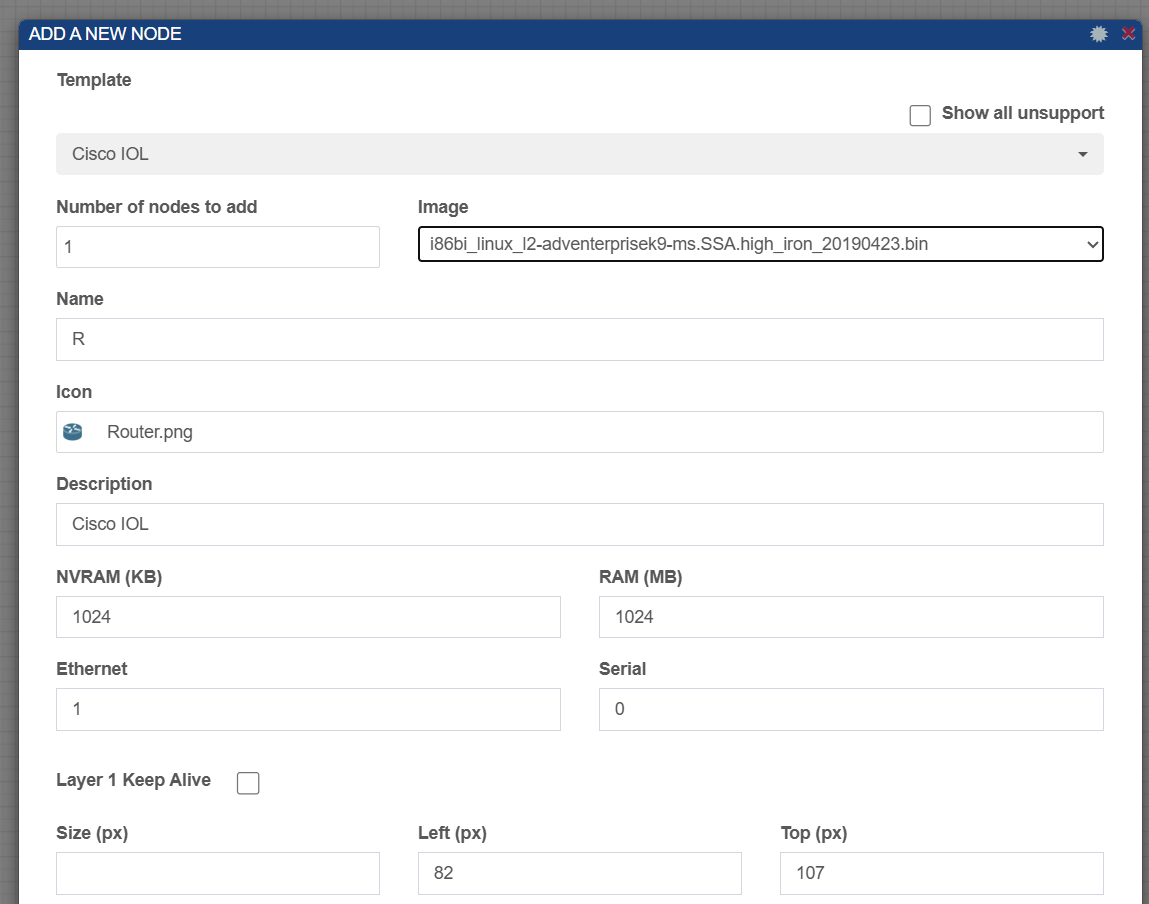 ADD A NEW NODE
Template
Show all unsupport
Cisco IOL
Number of nodes to add Image
1 i86bi_linux_l2-adventerprisek9-ms.SSA.high_iron_20190423.bin
Name
R
Icon
Router.png
Description
Cisco IOL
NVRAM (KB) RAM (MB)
1024 1024
Ethernet Serial
1 0
Layer 1 Keep Alive
Size (px) Left (px) Top (px)
82 107